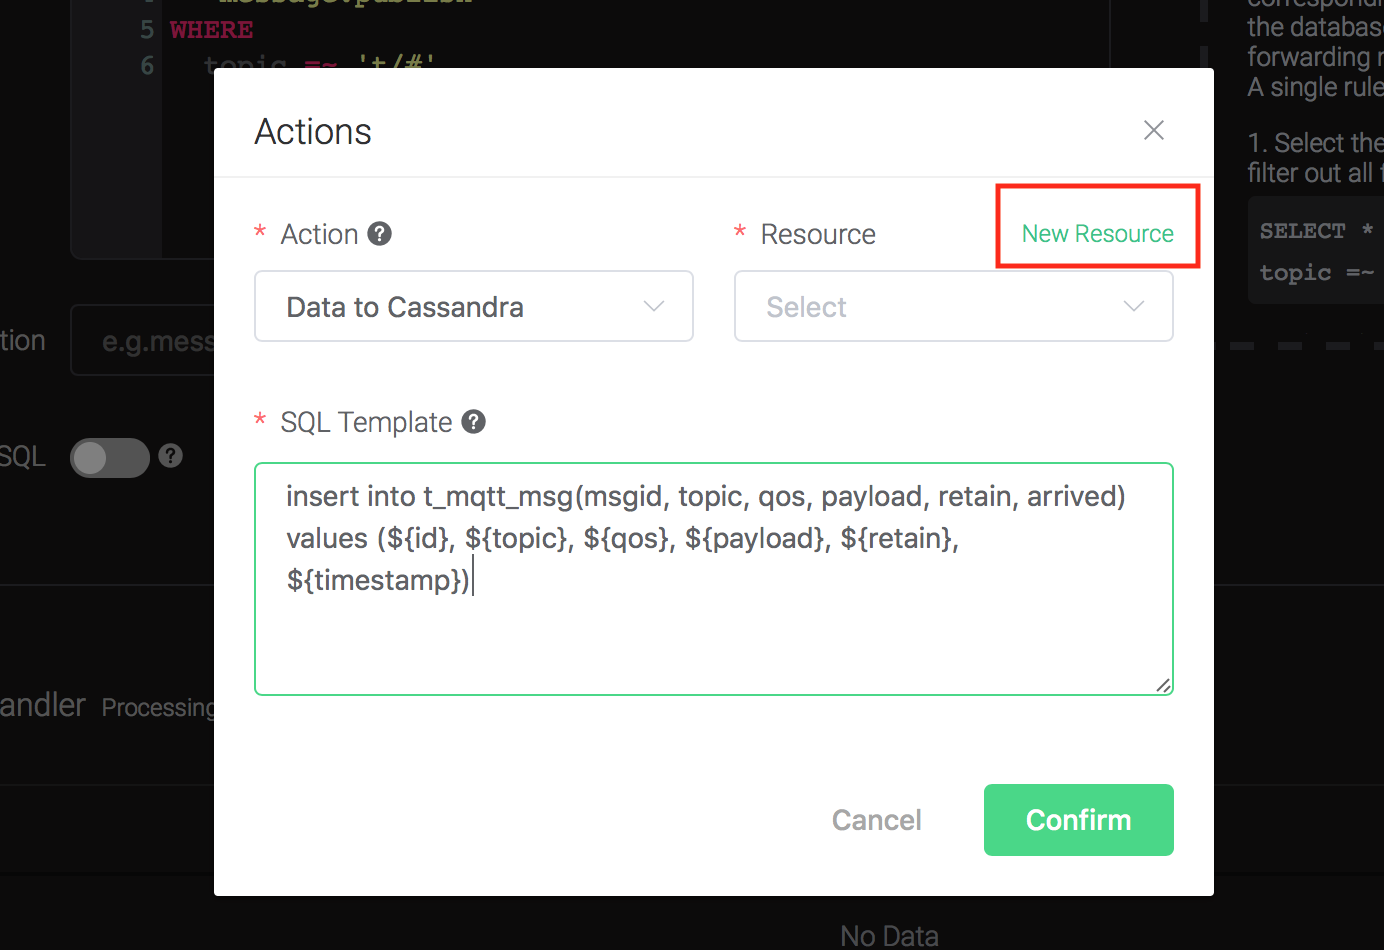 5 WHERE
6 topic =~ 't/#'
the databas
forwarding r
A single rule
1. Select the
filter out all
SELECT *
topic =~
Actions
* Action ?
* Resource
New Resource
Data to Cassandra
Select
tion
e.g.mess
SQL
?
* SQL Template ?
insert into t_mqtt_msg(msgid, topic, qos, payload, retain, arrived)
values (${id}, ${topic}, ${qos}, ${payload}, ${retain},
${timestamp})
andler Processing
Cancel
Confirm
No Data